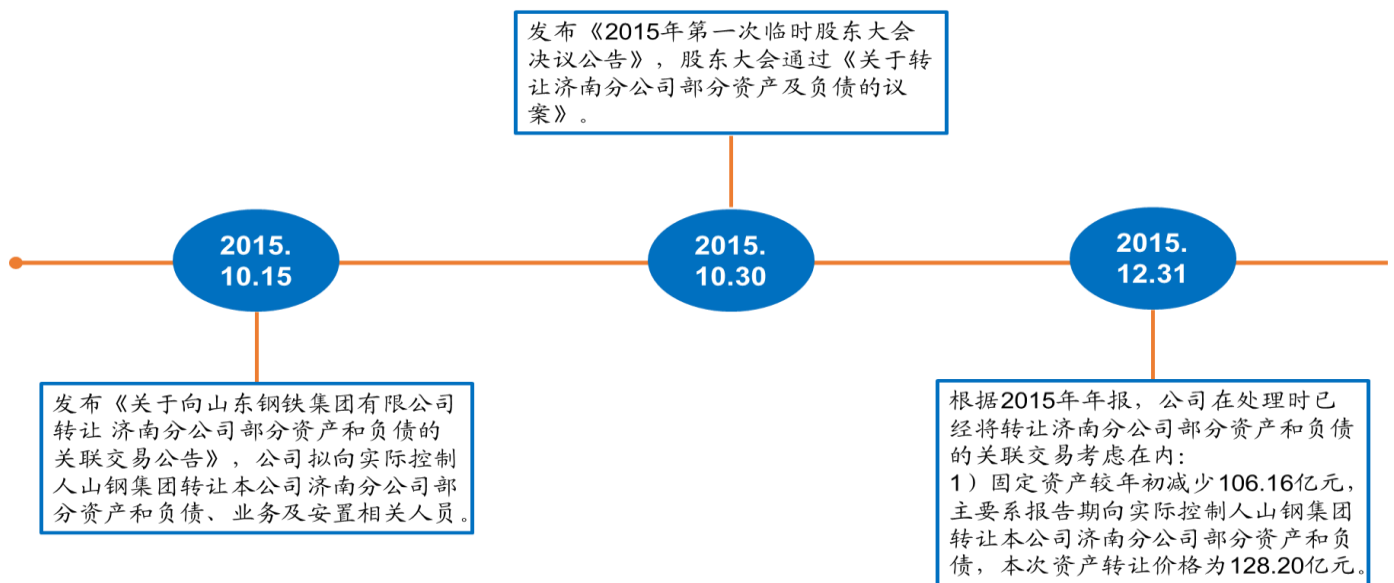 发布《2015年第一次临时股东大会
决议公告》，股东大会通过《关于转
让济南分公司部分资产及负债的议
案》。
2015.
10.15
2015.
10.30
2015.
12.31
发布《关于向山东钢铁集团有限公司
转让 济南分公司部分资产和负债的
关联交易公告》，公司拟向实际控制
人山钢集团转让本公司济南分公司部
分资产和负债、业务及安置相关人员。
根据2015年年报，公司在处理时已
经将转让济南分公司部分资产和负债
的关联交易考虑在内：
1）固定资产较年初减少106.16亿元，
主要系报告期向实际控制人山钢集团
转让本公司济南分公司部分资产和负
债，本次资产转让价格为128.20亿元。